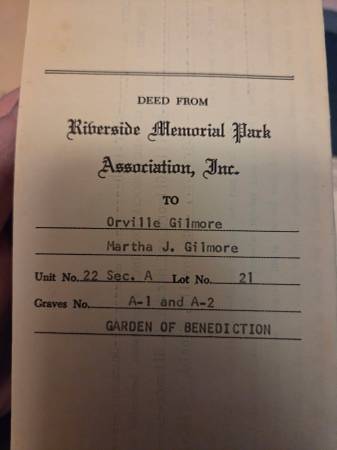 DEED FROM
Riverside Memorial Park
Association, Inc.
TO
Orville Gilmore
Martha J. Gilmore
Unit No. 22 Sec. A Lot No. 21
Graves No. A-1 and A-2
GARDEN OF BENEDICTION